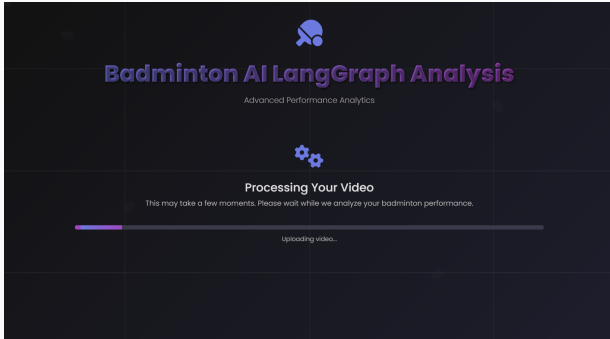 Badminton AI LangGraph Analysis
Advanced Performance Analytics
Processing Your Video
This may take a few moments. Please wait while we analyze your badminton performance.
Uploading video...